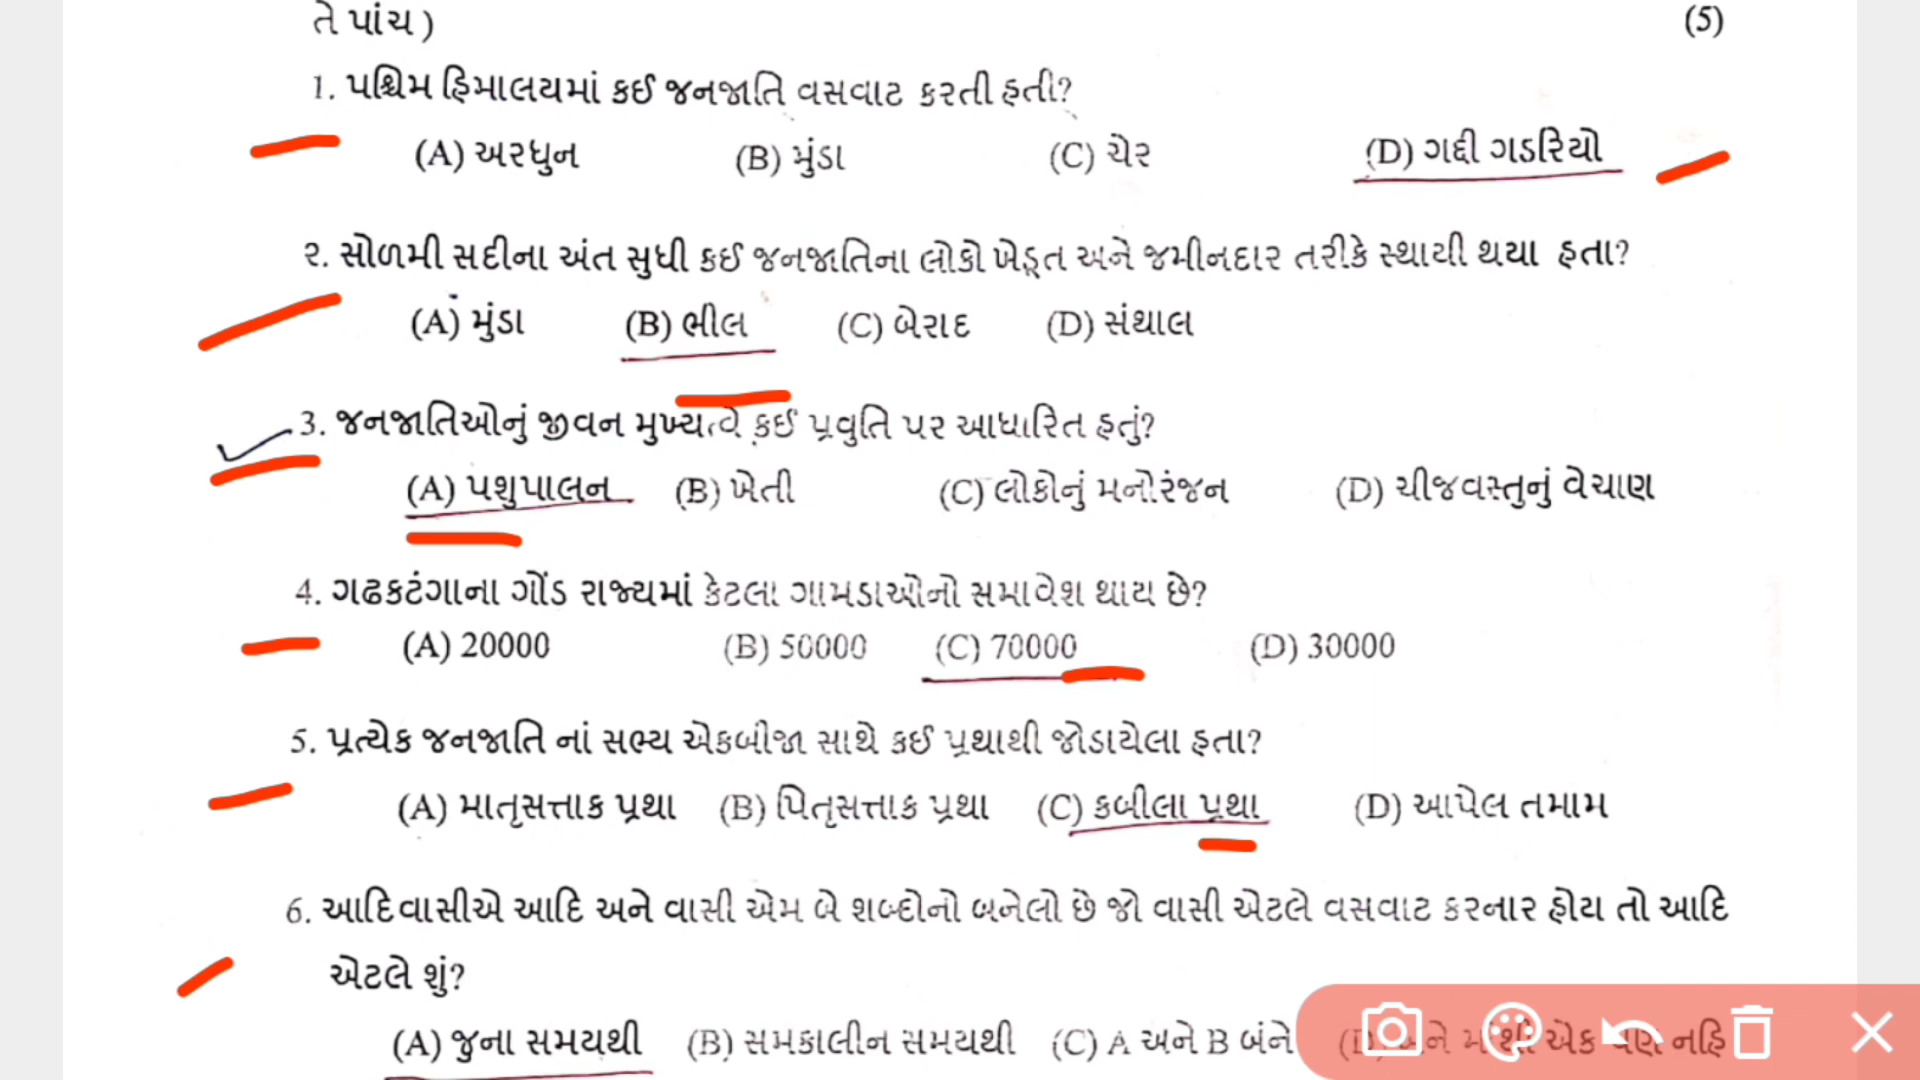 તે પાંચ ) (5)
1. પશ્ચિમ હિમાલયમાં કઈ જનજાતિ વસવાટ કરતી હતી?
(A) અરઘુન (B) મુંડા (C) ચેર (D) ગદ્દી ગડરિયો
૨. સોળમી સદીના અંત સુધી કઈ જનજાતિના લોકો ખેડૂત અને જમીનદાર તરીકે સ્થાયી થયા હતા?
(A) મુંડા (B) ભીલ (C) બેરાદ (D) સંથાલ
3. જનજાતિઓનું જીવન મુખ્યત્વે કઈ પ્રવુતિ પર આધારિત હતું?
(A) પશુપાલન (B) ખેતી (C) લોકોનું મનોરંજન (D) ચીજવસ્તુનું વેચાણ
4. ગઢકટંગાના ગોંડ રાજ્યમાં કેટલા ગામડાઓનો સમાવેશ થાય છે?
(A) 20000 (B) 50000 (C) 70000 (D) 30000
5. પ્રત્યેક જનજાતિ નાં સભ્ય એકબીજા સાથે કઈ પ્રથાથી જોડાયેલા હતા?
(A) માતૃસત્તાક પ્રથા (B) પિતૃસત્તાક પ્રથા (C) કબીલા પ્રથા (D) આપેલ તમામ
6. આદિવાસીએ આદિ અને વાસી એમ બે શબ્દોનો બનેલો છે જો વાસી એટલે વસવાટ કરનાર હોય તો આદિ
એટલે શું?
(A) જુના સમયથી (B) સમકાલીન સમયથી (C) A અને B બંને (D) એક પણ નહિ